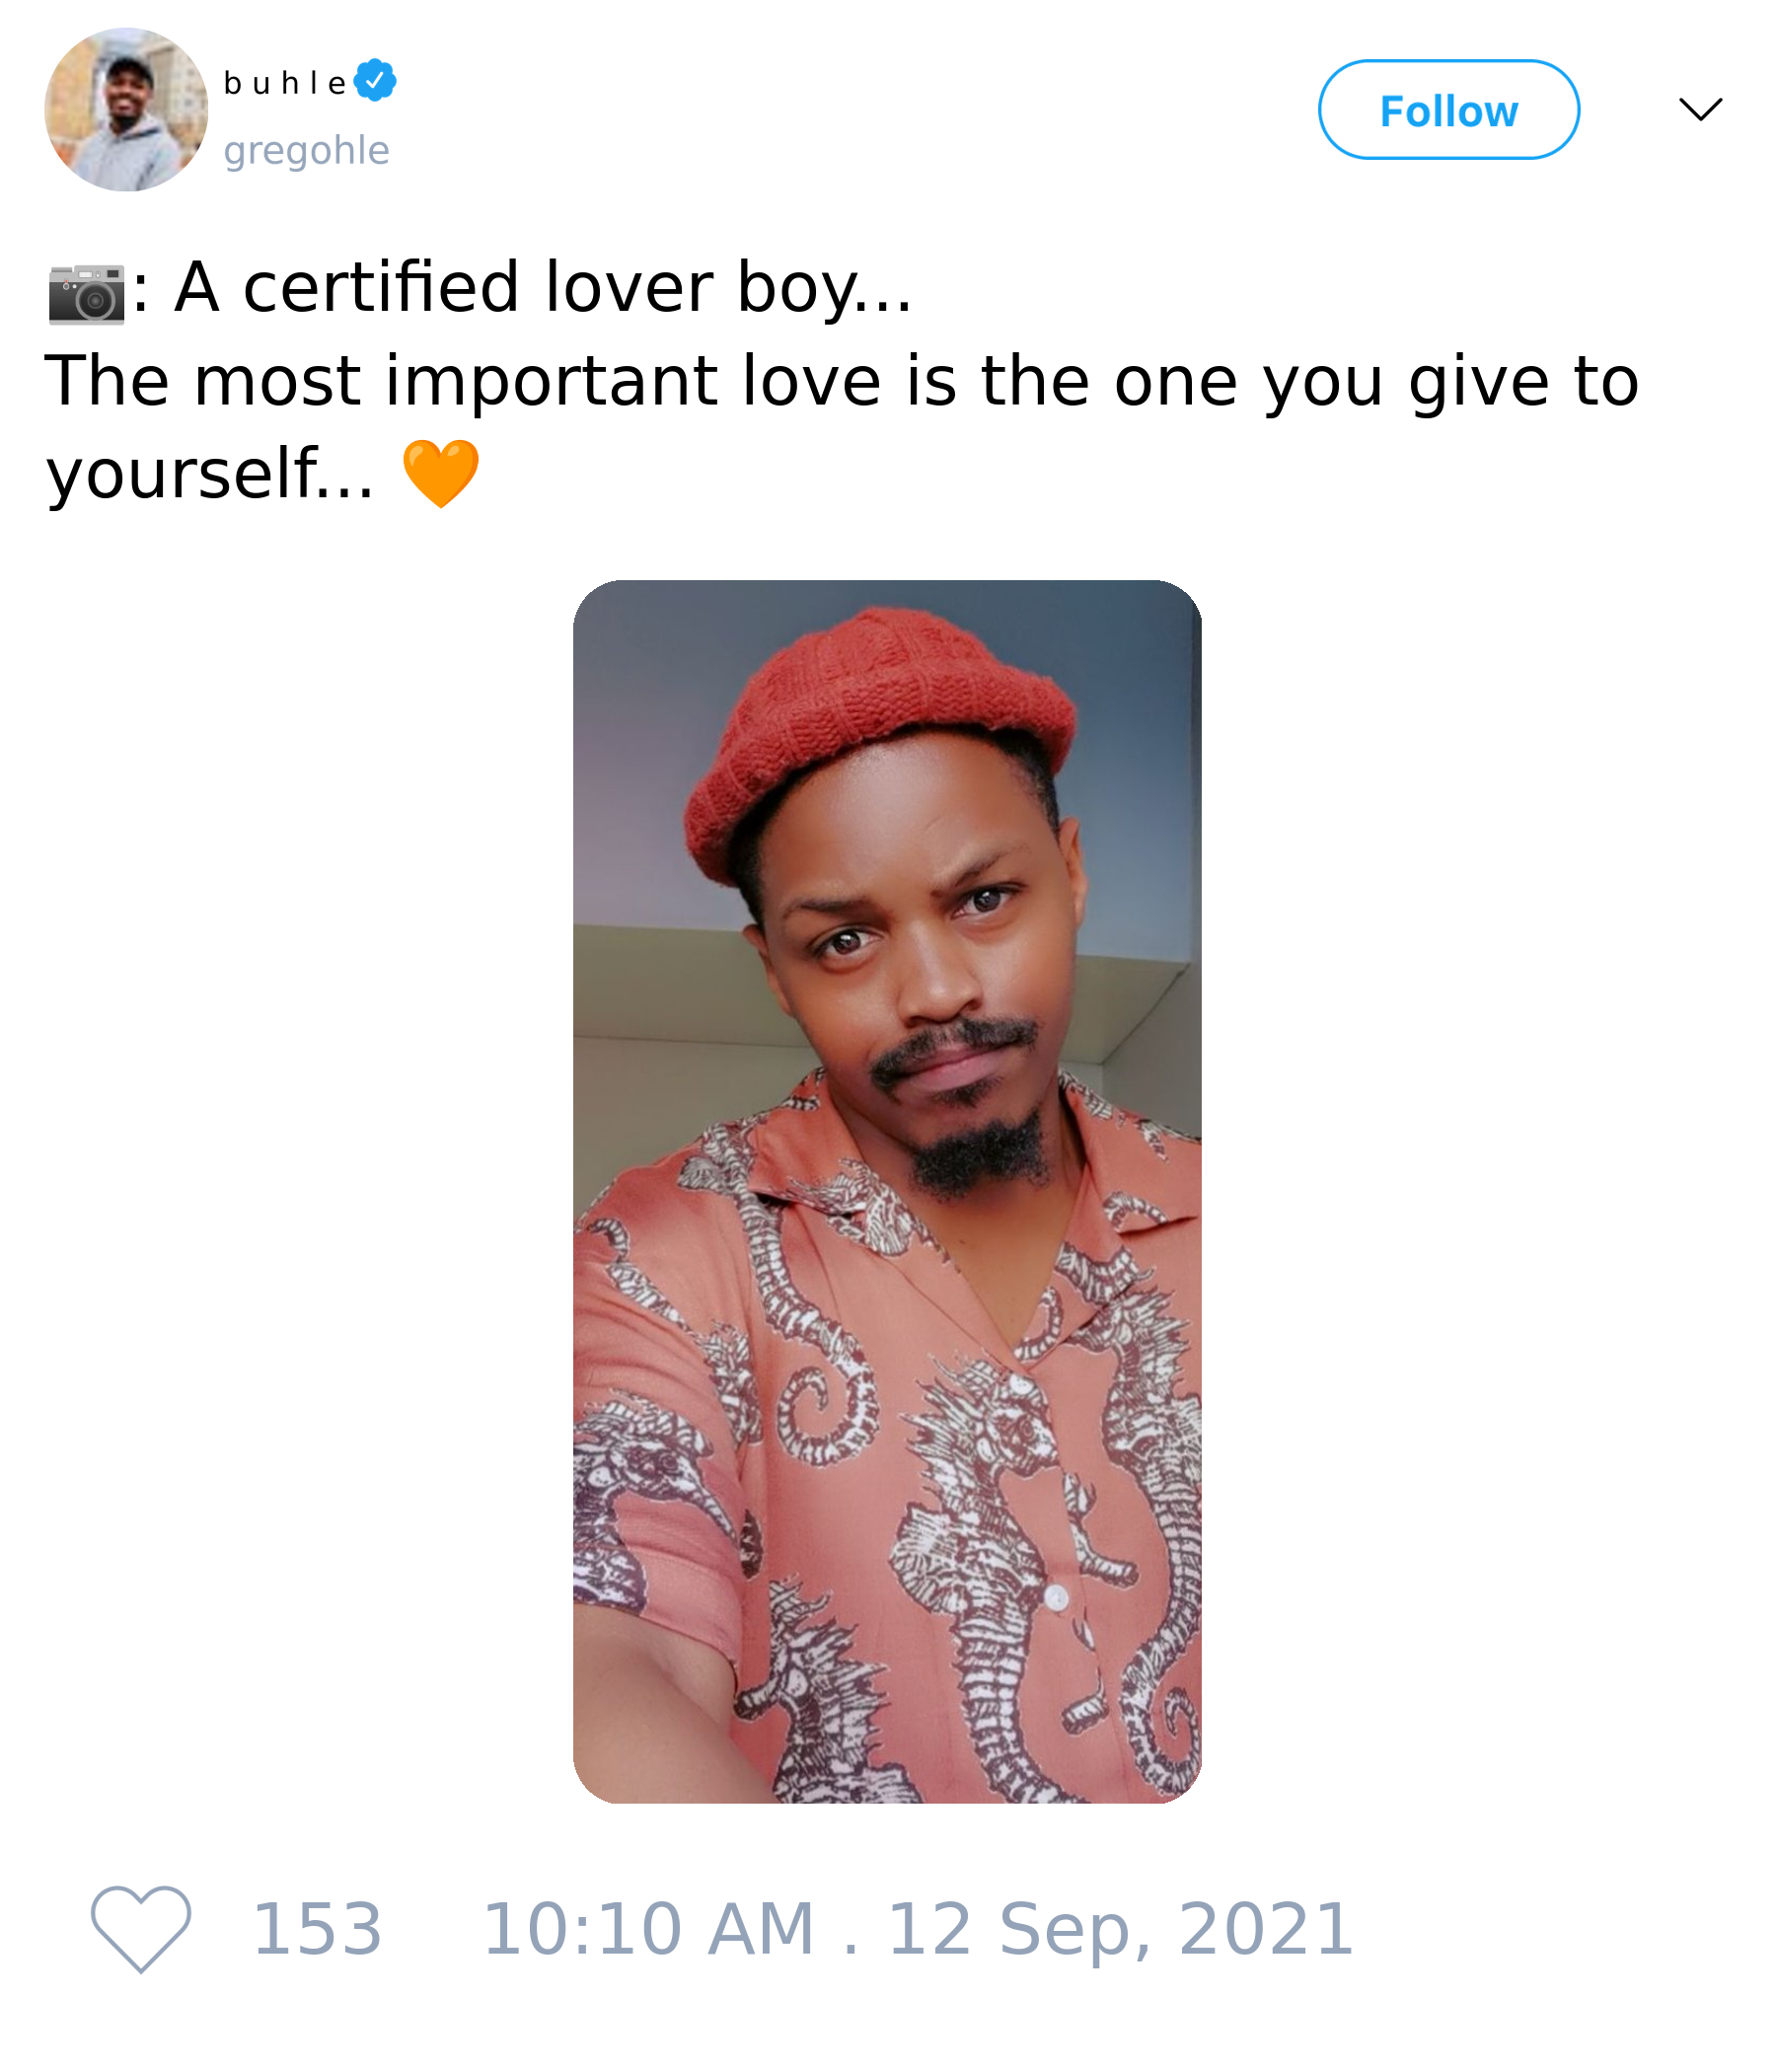 buhle
gregohle
Follow
📷: A certified lover boy...
The most important love is the one you give to
yourself... 🧡
153 10:10 AM . 12 Sep, 2021